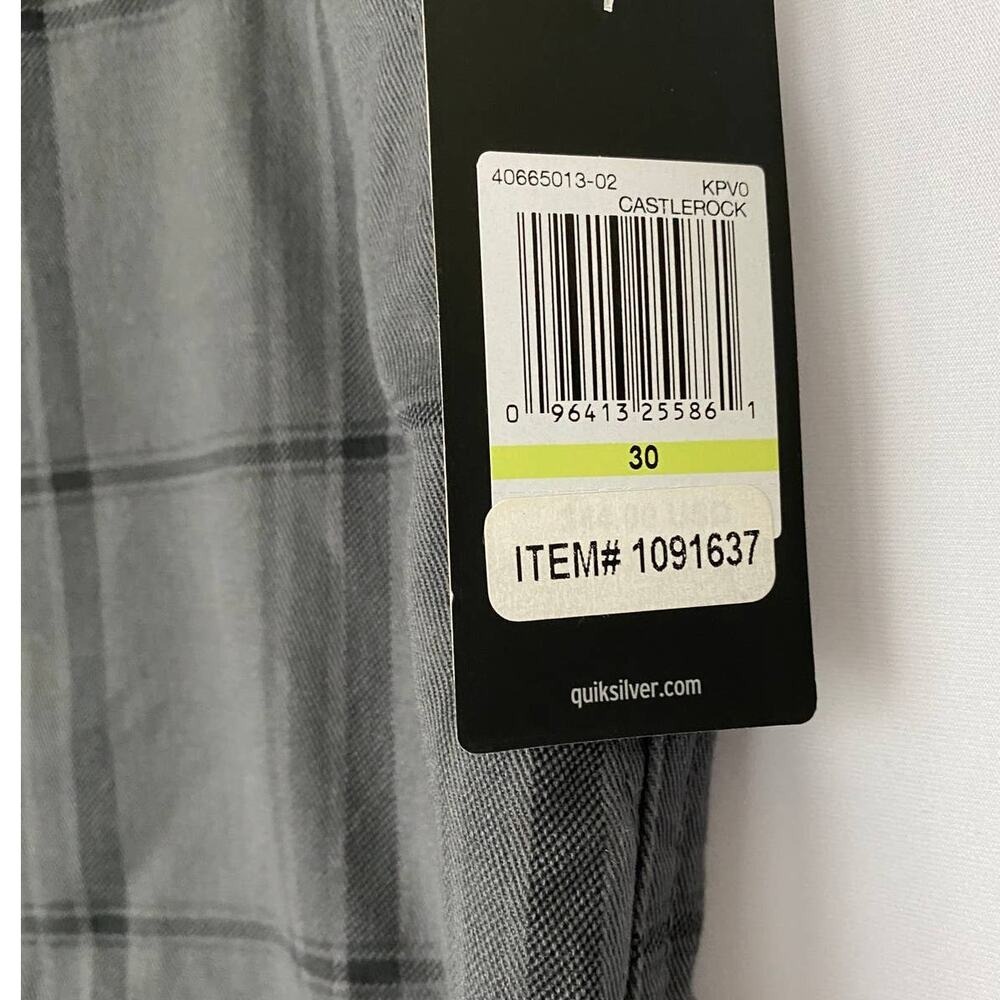 40665013-02 KPV0
CASTLEROCK
0 96413 25586 1
30
ITEM# 1091637
quiksilver.com